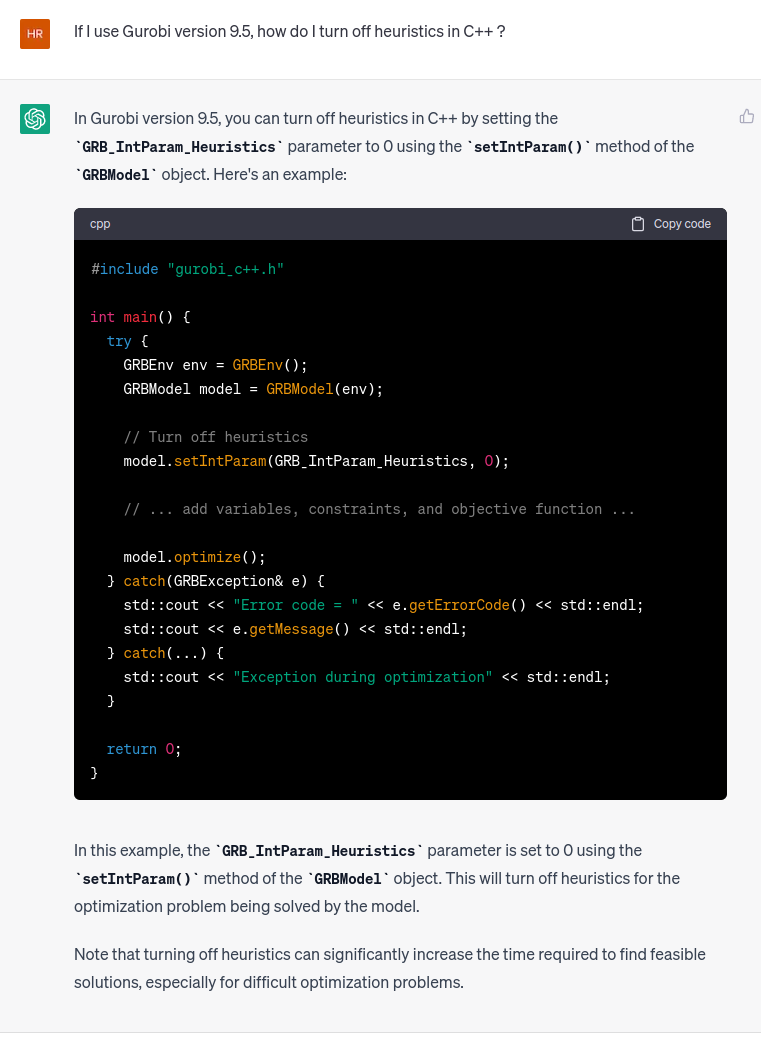 HR
If I use Gurobi version 9.5, how do I turn off heuristics in C++ ?
In Gurobi version 9.5, you can turn off heuristics in C++ by setting the
`GRB_IntParam_Heuristics` parameter to 0 using the `setIntParam()` method of the
`GRBModel` object. Here's an example:
cpp
Copy code
#include "gurobi_c++.h"
int main() {
try {
GRBEnv env = GRBEnv();
GRBModel model = GRBModel(env);
// Turn off heuristics
model.setIntParam(GRB_IntParam_Heuristics, 0);
// ... add variables, constraints, and objective function ...
model.optimize();
} catch(GRBException& e) {
std::cout << "Error code = " << e.getErrorCode() << std::endl;
std::cout << e.getMessage() << std::endl;
} catch(...) {
std::cout << "Exception during optimization" << std::endl;
}
return 0;
}
In this example, the `GRB_IntParam_Heuristics` parameter is set to 0 using the
`setIntParam()` method of the `GRBModel` object. This will turn off heuristics for the
optimization problem being solved by the model.
Note that turning off heuristics can significantly increase the time required to find feasible
solutions, especially for difficult optimization problems.